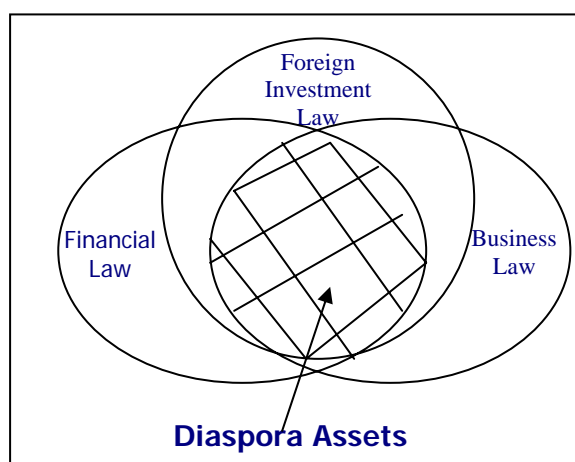 Foreign
Investment
Law
Financial
Law
Business
Law
Diaspora Assets